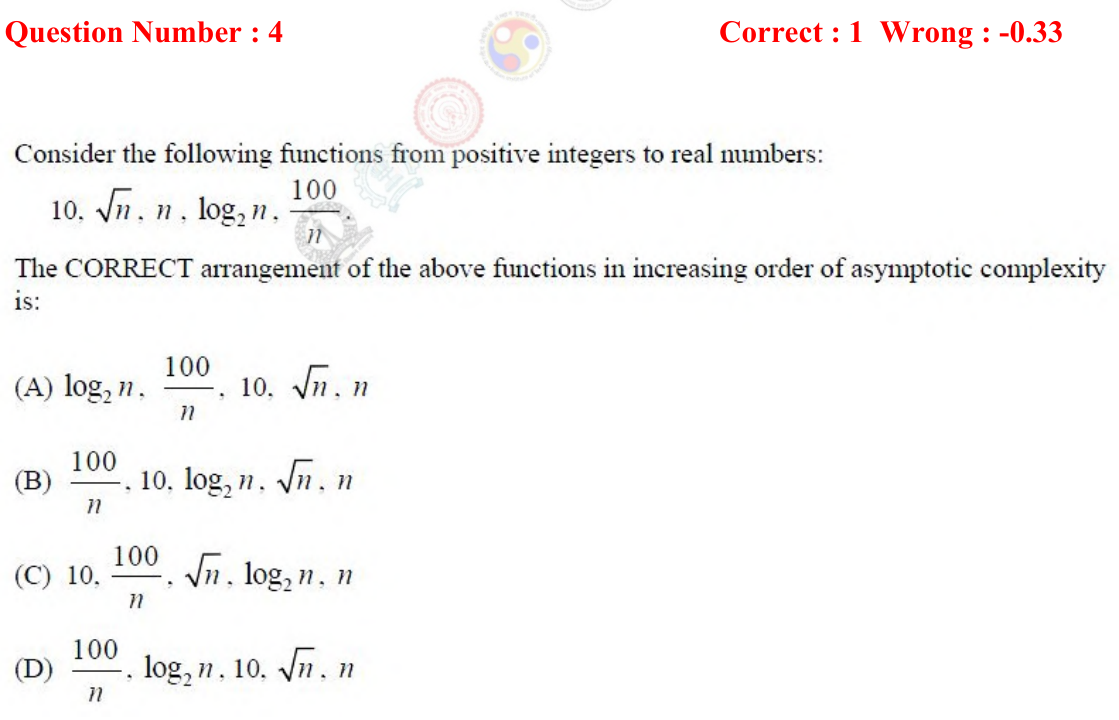 Question Number : 4 Correct : 1 Wrong : -0.33
Consider the following functions from positive integers to real numbers:
10, √n, n, log₂ n, 100/n.
The CORRECT arrangement of the above functions in increasing order of asymptotic complexity
is:
(A) log₂ n, 100/n, 10, √n, n
(B) 100/n, 10, log₂ n, √n, n
(C) 10, 100/n, √n, log₂ n, n
(D) 100/n, log₂ n, 10, √n, n